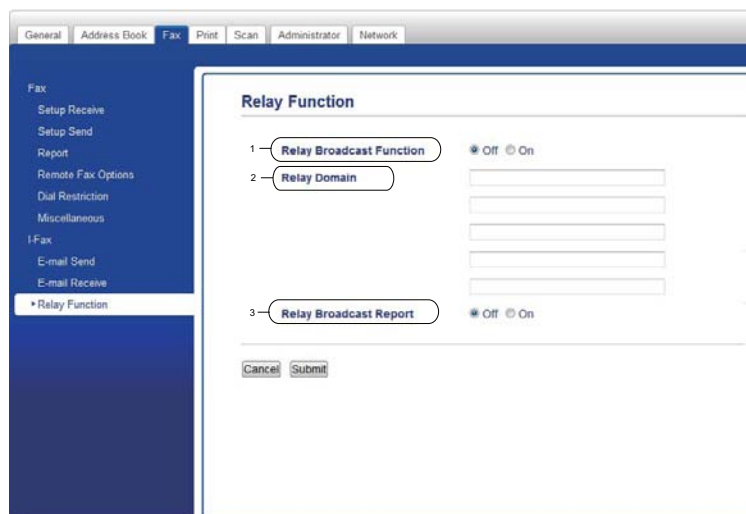 General Address Book Fax Print Scan Administrator Network
Fax
Setup Receive
Setup Send
Report
Remote Fax Options
Dial Restriction
Miscellaneous
I-Fax
E-mail Send
E-mail Receive
Relay Function
Relay Function
1 Relay Broadcast Function Off On
2 Relay Domain
3 Relay Broadcast Report Off On
Cancel Submit